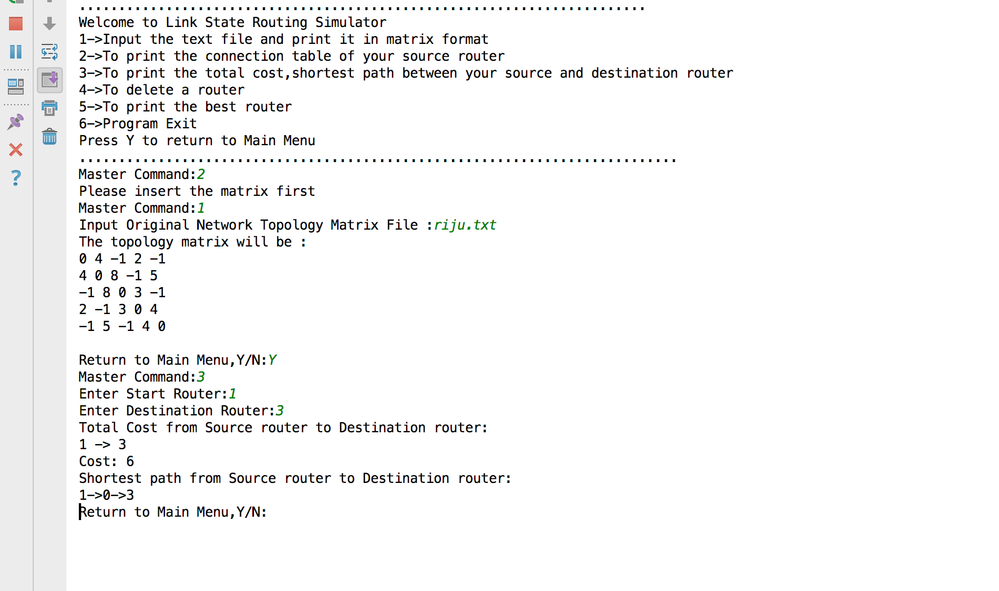 ........................................................................
Welcome to Link State Routing Simulator
1->Input the text file and print it in matrix format
2->To print the connection table of your source router
3->To print the total cost,shortest path between your source and destination router
4->To delete a router
5->To print the best router
6->Program Exit
Press Y to return to Main Menu
............................................................................
Master Command:2
Please insert the matrix first
Master Command:1
Input Original Network Topology Matrix File :riju.txt
The topology matrix will be :
0 4 -1 2 -1
4 0 8 -1 5
-1 8 0 3 -1
2 -1 3 0 4
-1 5 -1 4 0
Return to Main Menu,Y/N:Y
Master Command:3
Enter Start Router:1
Enter Destination Router:3
Total Cost from Source router to Destination router:
1 -> 3
Cost: 6
Shortest path from Source router to Destination router:
1->0->3
Return to Main Menu,Y/N: